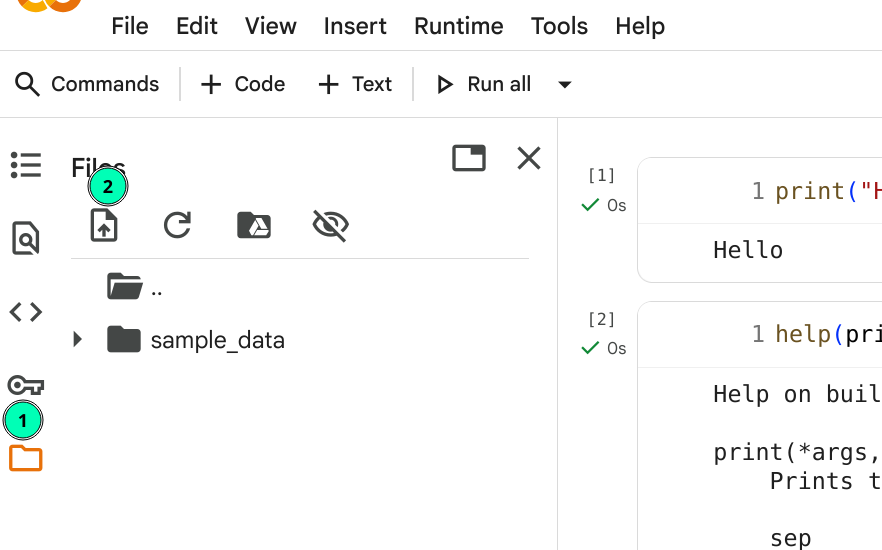 File Edit View Insert Runtime Tools Help
Commands + Code + Text Run all
Files
2
..
sample_data
1
[1]
0s
1 print("H
Hello
[2]
0s
1 help(pri
Help on buil
print(*args,
Prints t
sep